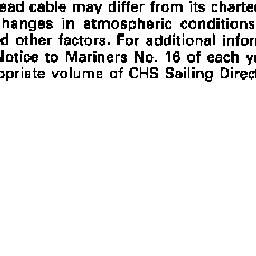 ead cable may differ from its charte
hanges in atmospheric conditions
d other factors. For additional infor
Notice to Mariners No. 16 of each y
opriate volume of CHS Sailing Direc